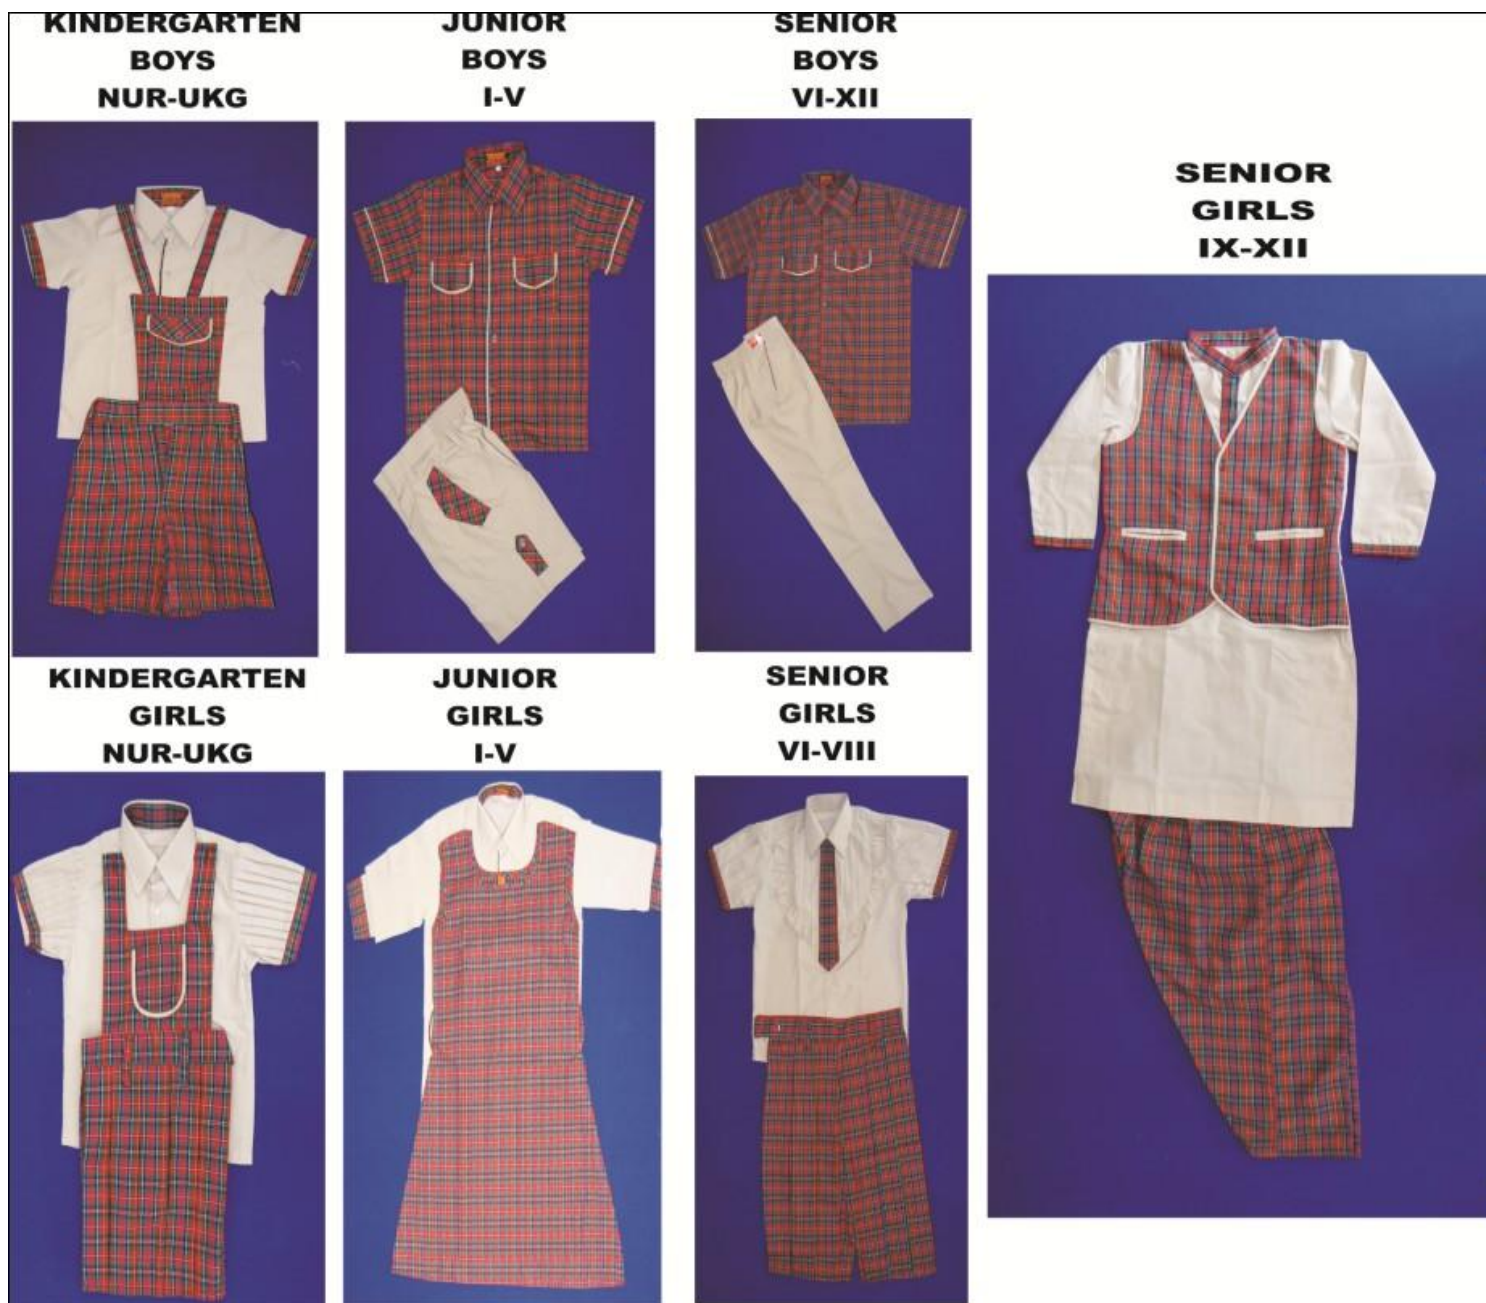 KINDERGARTEN
BOYS
NUR-UKG
JUNIOR
BOYS
I-V
SENIOR
BOYS
VI-XII
SENIOR
GIRLS
IX-XII
KINDERGARTEN
GIRLS
NUR-UKG
JUNIOR
GIRLS
I-V
SENIOR
GIRLS
VI-VIII